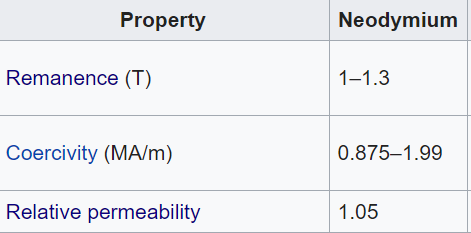 Property Neodymium
Remanence (T) 1–1.3
Coercivity (MA/m) 0.875–1.99
Relative permeability 1.05